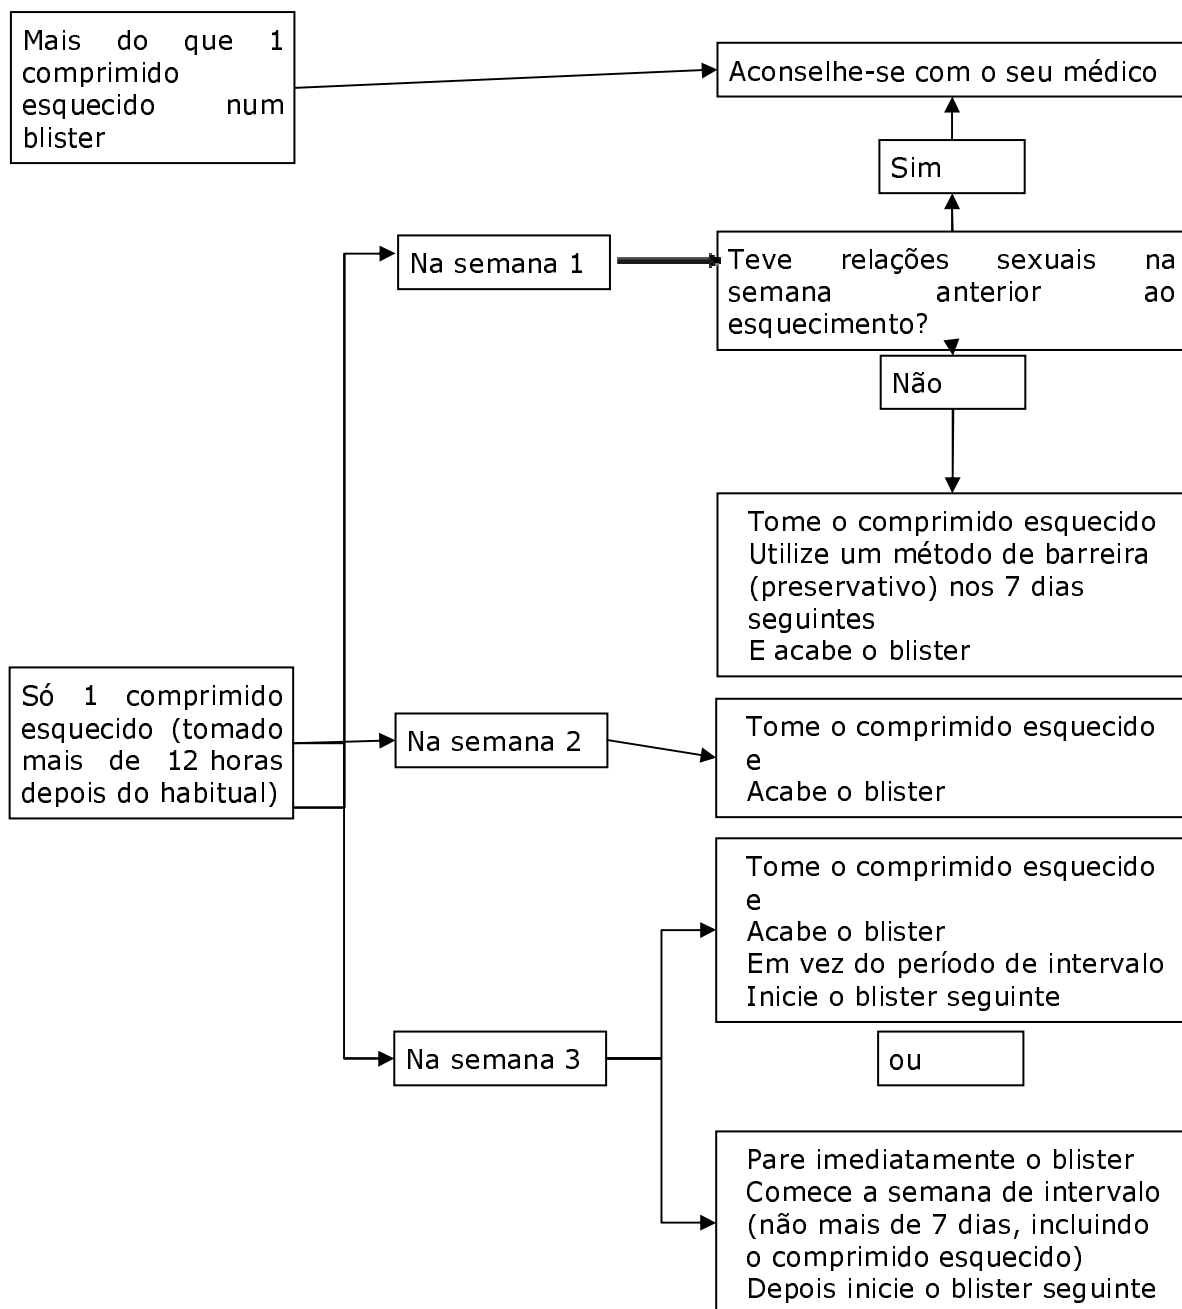 Mais do que 1
comprimido
esquecido num
blister
Aconselhe-se com o seu médico
Sim
Na semana 1
Teve relações sexuais na
semana anterior ao
esquecimento?
Não
Tome o comprimido esquecido
Utilize um método de barreira
(preservativo) nos 7 dias
seguintes
E acabe o blister
Só 1 comprimido
esquecido (tomado
mais de 12 horas
depois do habitual)
Na semana 2
Tome o comprimido esquecido
e
Acabe o blister
Tome o comprimido esquecido
e
Acabe o blister
Em vez do período de intervalo
Inicie o blister seguinte
Na semana 3
ou
Pare imediatamente o blister
Comece a semana de intervalo
(não mais de 7 dias, incluindo
o comprimido esquecido)
Depois inicie o blister seguinte